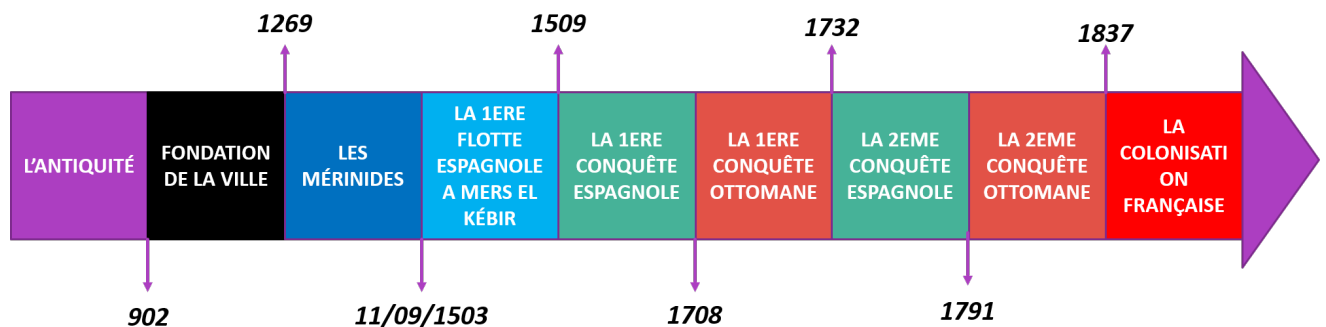 1269
1509
1732
1837
L'ANTIQUITÉ
FONDATION
DE LA VILLE
LES
MÉRINIDES
LA 1ERE
FLOTTE
ESPAGNOLE
A MERS EL
KÉBIR
LA 1ERE
CONQUÊTE
ESPAGNOLE
LA 1ERE
CONQUÊTE
OTTOMANE
LA 2EME
CONQUÊTE
ESPAGNOLE
LA 2EME
CONQUÊTE
OTTOMANE
LA
COLONISATI
ON
FRANÇAISE
902
11/09/1503
1708
1791